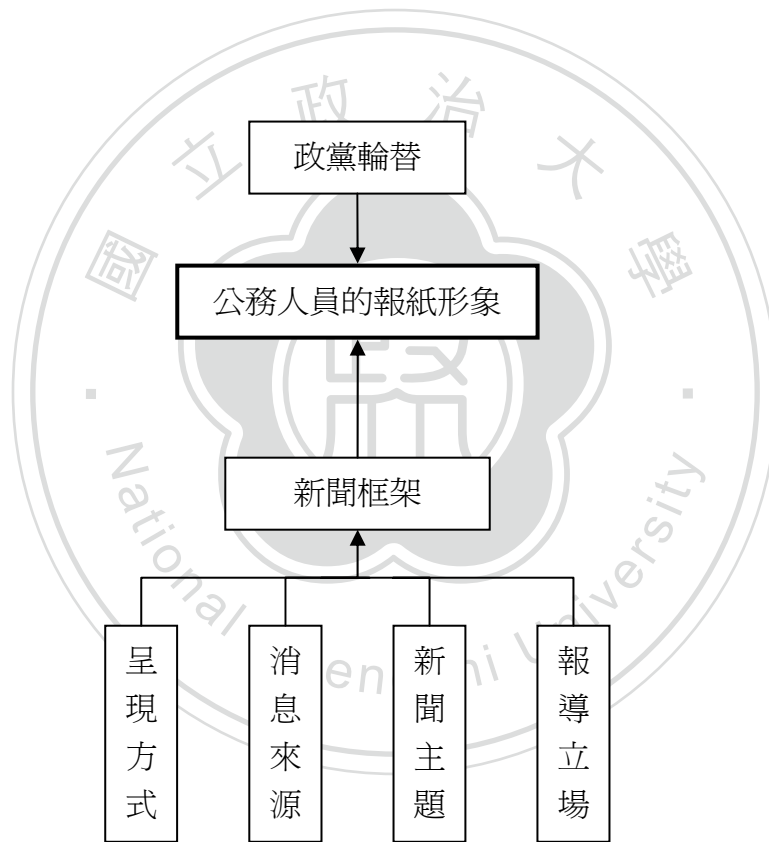 政黨輪替
公務人員的報紙形象
新聞框架
呈現方式
消息來源
新聞主題
報導立場
國立政治大學
National Chengchi University